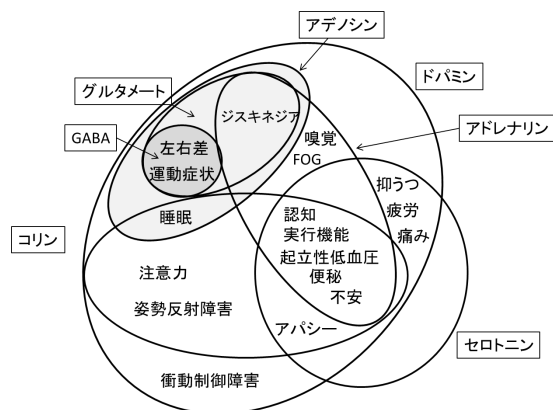 アデノシン
ドパミン
グルタメート
ジスキネジア
アドレナリン
GABA
左右差
運動症状
嗅覚
FOG
抑うつ
疲労
痛み
睡眠
認知
実行機能
起立性低血圧
便秘
不安
コリン
注意力
姿勢反射障害
アパシー
セロトニン
衝動制御障害